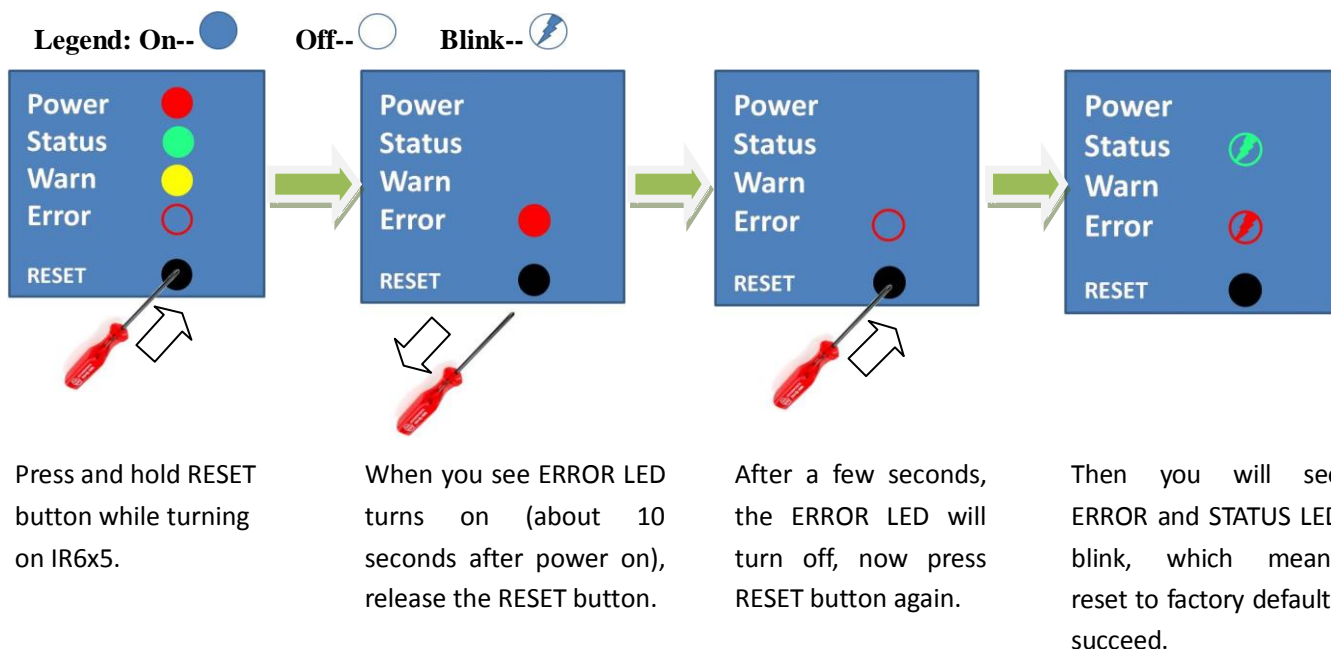 Legend: On-- Off-- Blink--
Power
Status
Warn
Error
RESET
Power
Status
Warn
Error
RESET
Power
Status
Warn
Error
RESET
Power
Status
Warn
Error
RESET
Press and hold RESET
button while turning
on IR6x5.
When you see ERROR LED
turns on (about 10
seconds after power on),
release the RESET button.
After a few seconds,
the ERROR LED will
turn off, now press
RESET button again.
Then you will see
ERROR and STATUS LED
blink, which mean
reset to factory default
succeed.